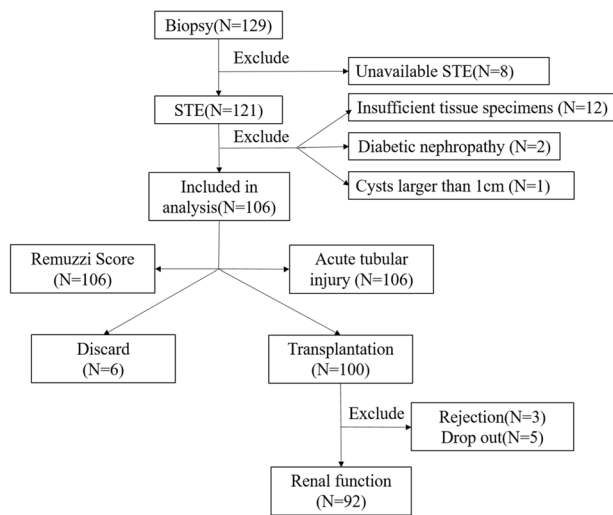 Biopsy(N=129)
Exclude
Unavailable STE(N=8)
STE(N=121)
Exclude
Insufficient tissue specimens (N=12)
Diabetic nephropathy (N=2)
Cysts larger than 1cm (N=1)
Included in
analysis(N=106)
Remuzzi Score
(N=106)
Acute tubular
injury(N=106)
Discard
(N=6)
Transplantation
(N=100)
Exclude
Rejection(N=3)
Drop out(N=5)
Renal function
(N=92)